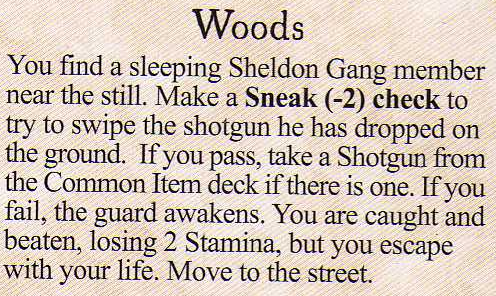 Woods
You find a sleeping Sheldon Gang member
near the still. Make a Sneak (-2) check to
try to swipe the shotgun he has dropped on
the ground.  If you pass, take a Shotgun from
the Common Item deck if there is one. If you
fail, the guard awakens. You are caught and
beaten, losing 2 Stamina, but you escape
with your life. Move to the street.